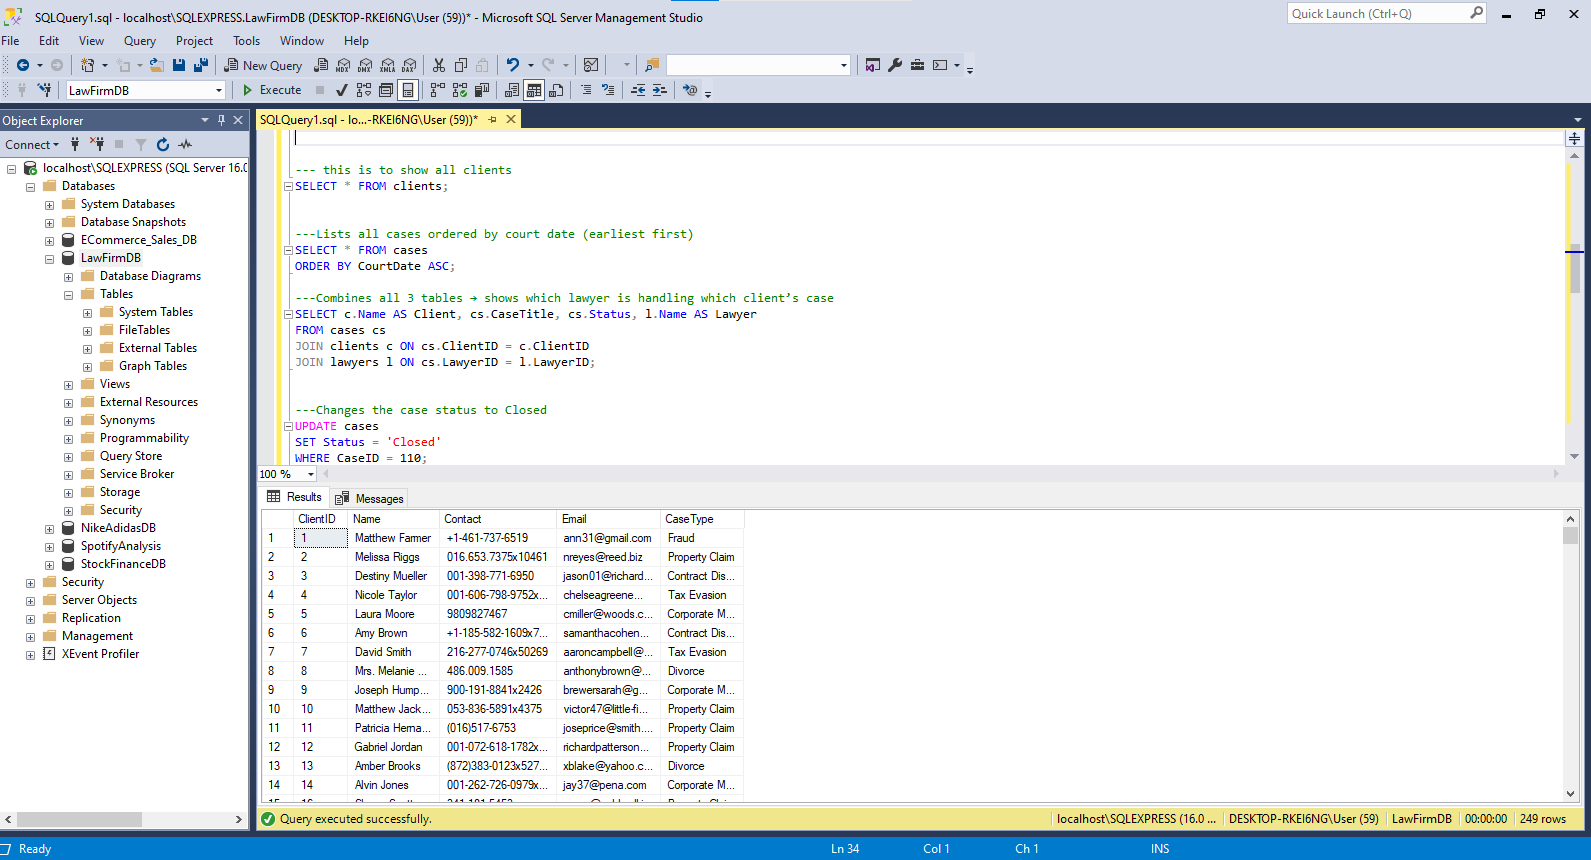 SQLQuery1.sql - localhost\SQLEXPRESS.LawFirmDB (DESKTOP-RKEI6NG\User (59))* - Microsoft SQL Server Management Studio
Quick Launch (Ctrl+Q)
File Edit View Query Project Tools Window Help
New Query MDX DMX XMLA DAX
LawFirmDB Execute
Object Explorer
Connect
localhost\SQLEXPRESS (SQL Server 16.0
Databases
System Databases
Database Snapshots
ECommerce_Sales_DB
LawFirmDB
Database Diagrams
Tables
System Tables
FileTables
External Tables
Graph Tables
Views
External Resources
Synonyms
Programmability
Query Store
Service Broker
Storage
Security
NikeAdidasDB
SpotifyAnalysis
StockFinanceDB
Security
Server Objects
Replication
Management
XEvent Profiler
SQLQuery1.sql - lo...-RKEI6NG\User (59))*
--- this is to show all clients
SELECT * FROM clients;
---Lists all cases ordered by court date (earliest first)
SELECT * FROM cases
ORDER BY CourtDate ASC;
---Combines all 3 tables → shows which lawyer is handling which client’s case
SELECT c.Name AS Client, cs.CaseTitle, cs.Status, l.Name AS Lawyer
FROM cases cs
JOIN clients c ON cs.ClientID = c.ClientID
JOIN lawyers l ON cs.LawyerID = l.LawyerID;
---Changes the case status to Closed
UPDATE cases
SET Status = 'Closed'
WHERE CaseID = 110;
100 %
Results Messages
ClientID Name Contact Email CaseType
1 1 Matthew Farmer +1-461-737-6519 ann31@gmail.com Fraud
2 2 Melissa Riggs 016.653.7375x10461 nreyes@reed.biz Property Claim
3 3 Destiny Mueller 001-398-771-6950 jason01@richard... Contract Dis...
4 4 Nicole Taylor 001-606-798-9752x... chelseagreene... Tax Evasion
5 5 Laura Moore 9809827467 cmiller@woods.c... Corporate M...
6 6 Amy Brown +1-185-582-1609x7... samanthacohen... Contract Dis...
7 7 David Smith 216-277-0746x50269 aaroncampbell@... Tax Evasion
8 8 Mrs. Melanie ... 486.009.1585 anthonybrown@... Divorce
9 9 Joseph Hump... 900-191-8841x2426 brewersarah@g... Corporate M...
10 10 Matthew Jack... 053-836-5891x4375 victor47@little-fi... Property Claim
11 11 Patricia Herna... (016)517-6753 joseprice@smith.... Property Claim
12 12 Gabriel Jordan 001-072-618-1782x... richardpatterson... Property Claim
13 13 Amber Brooks (872)383-0123x527... xblake@yahoo.c... Divorce
14 14 Alvin Jones 001-262-726-0979x... jay37@pena.com Corporate M...
Query executed successfully. localhost\SQLEXPRESS (16.0 ... DESKTOP-RKEI6NG\User (59) LawFirmDB 00:00:00 249 rows
Ready Ln 34 Col 1 Ch 1 INS